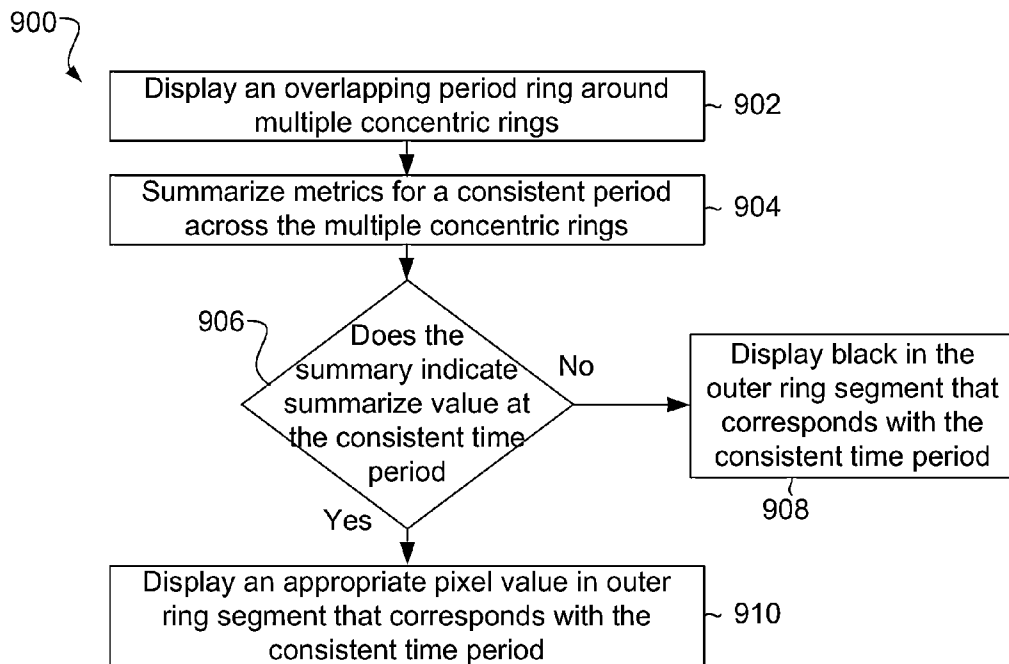 900
Display an overlapping period ring around
multiple concentric rings
902
Summarize metrics for a consistent period
across the multiple concentric rings
904
906
Does the
summary indicate
summarize value at
the consistent time
period
No
Display black in the
outer ring segment that
corresponds with the
consistent time period
908
Yes
Display an appropriate pixel value in outer
ring segment that corresponds with the
consistent time period
910